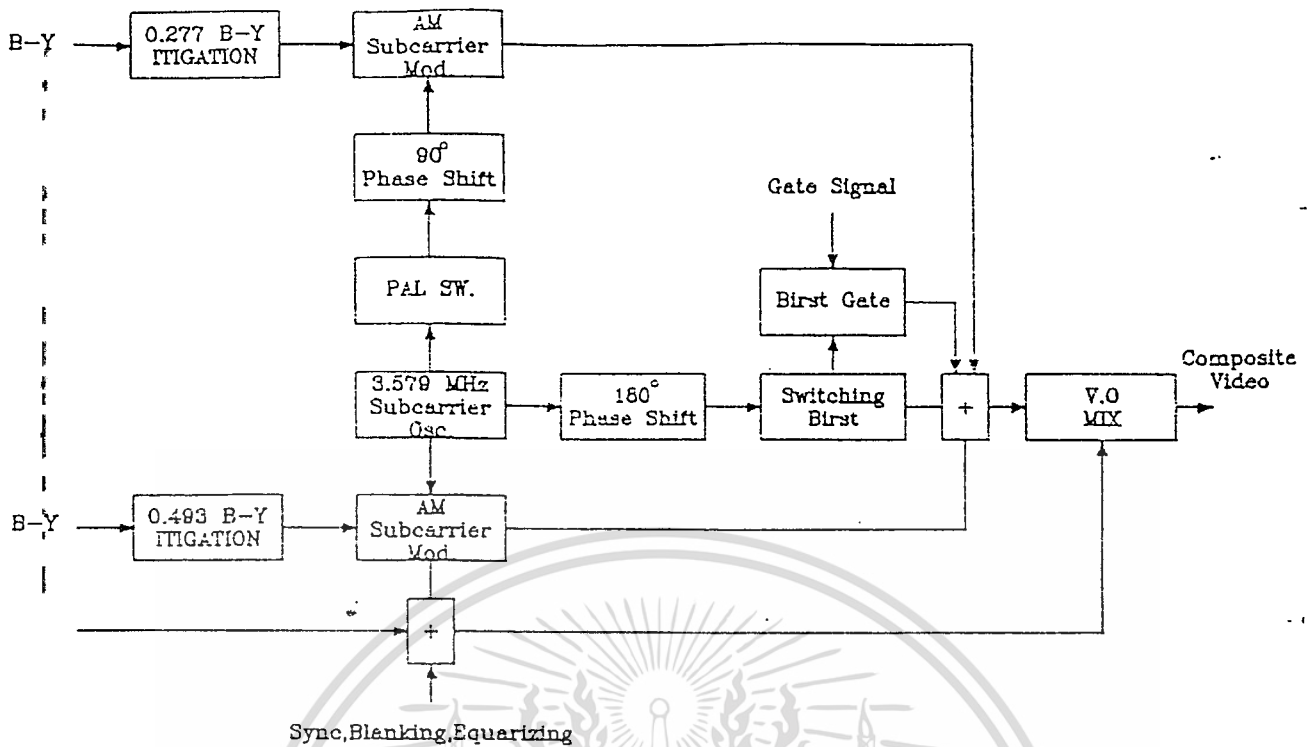 B-Y
0.277 B-Y
ITIGATION
AM
Subcarrier
Mod.
90°
Phase Shift
Gate Signal
PAL SW.
Birst Gate
3.579 MHz
Subcarrier
Osc
180°
Phase Shift
Switching
Birst
+
V.O
MIX
Composite
Video
B-Y
0.493 B-Y
ITIGATION
AM
Subcarrier
Mod
+
Sync,Blanking,Equarizing